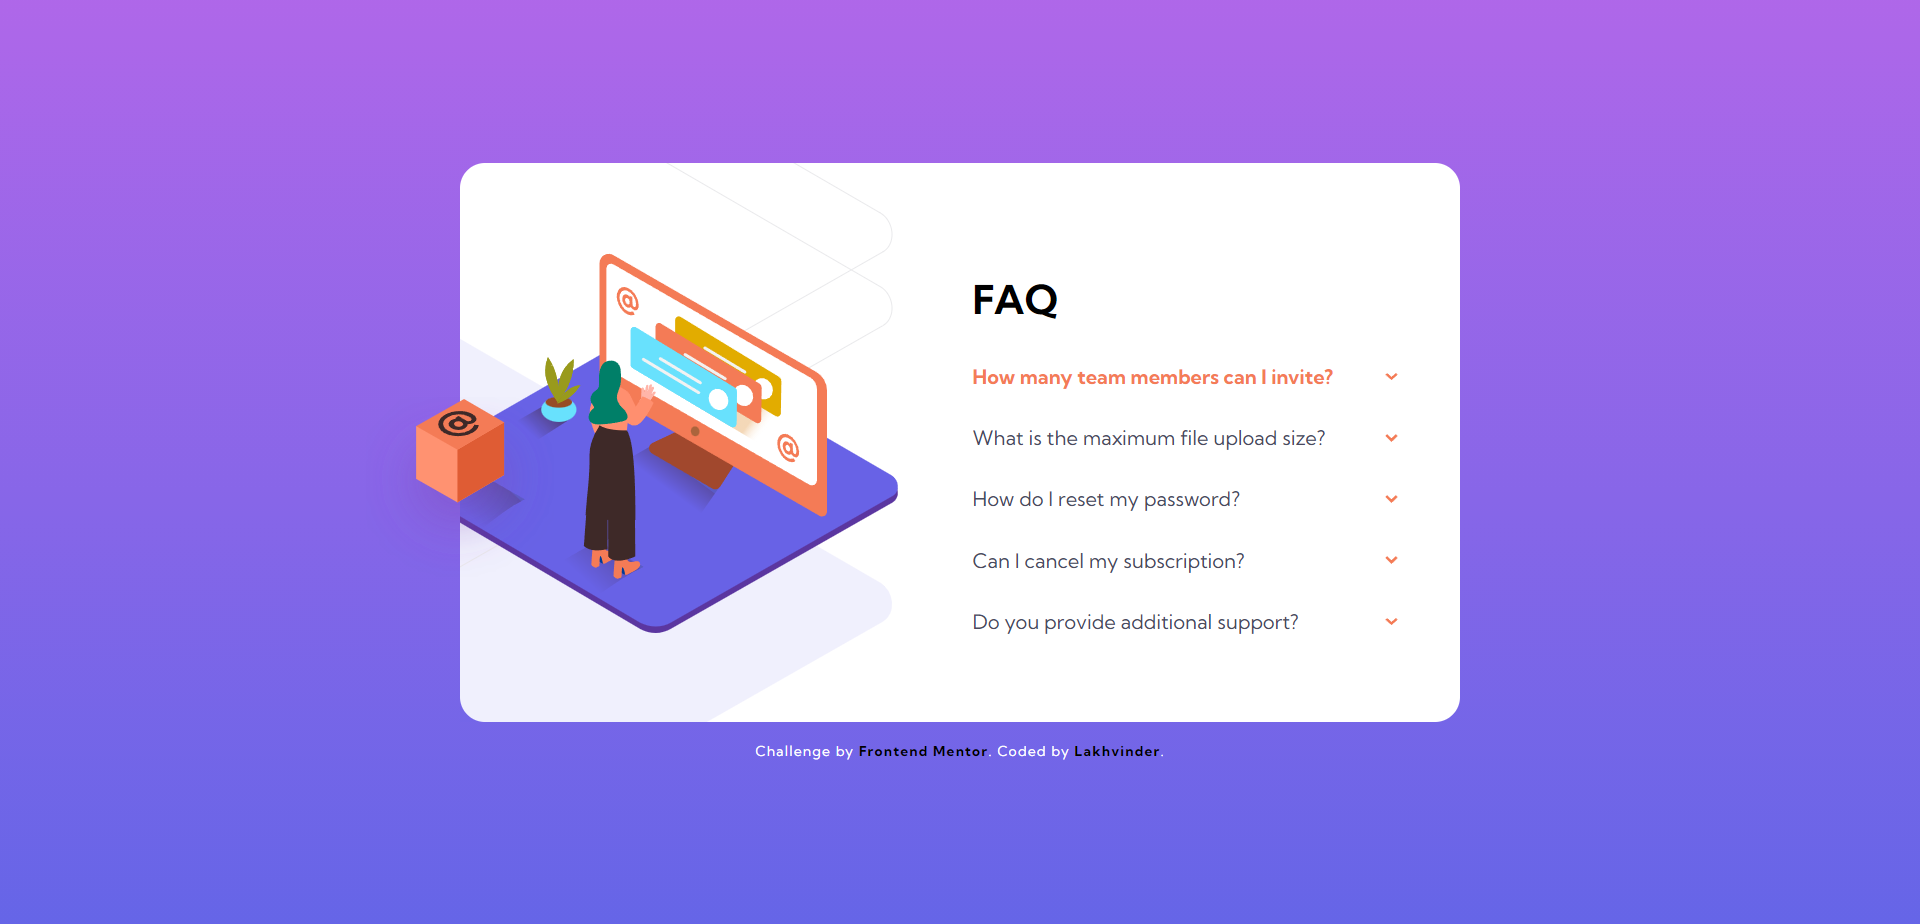 FAQ
How many team members can I invite?
What is the maximum file upload size?
How do I reset my password?
Can I cancel my subscription?
Do you provide additional support?
@
@
@
Challenge by Frontend Mentor. Coded by Lakhvinder.